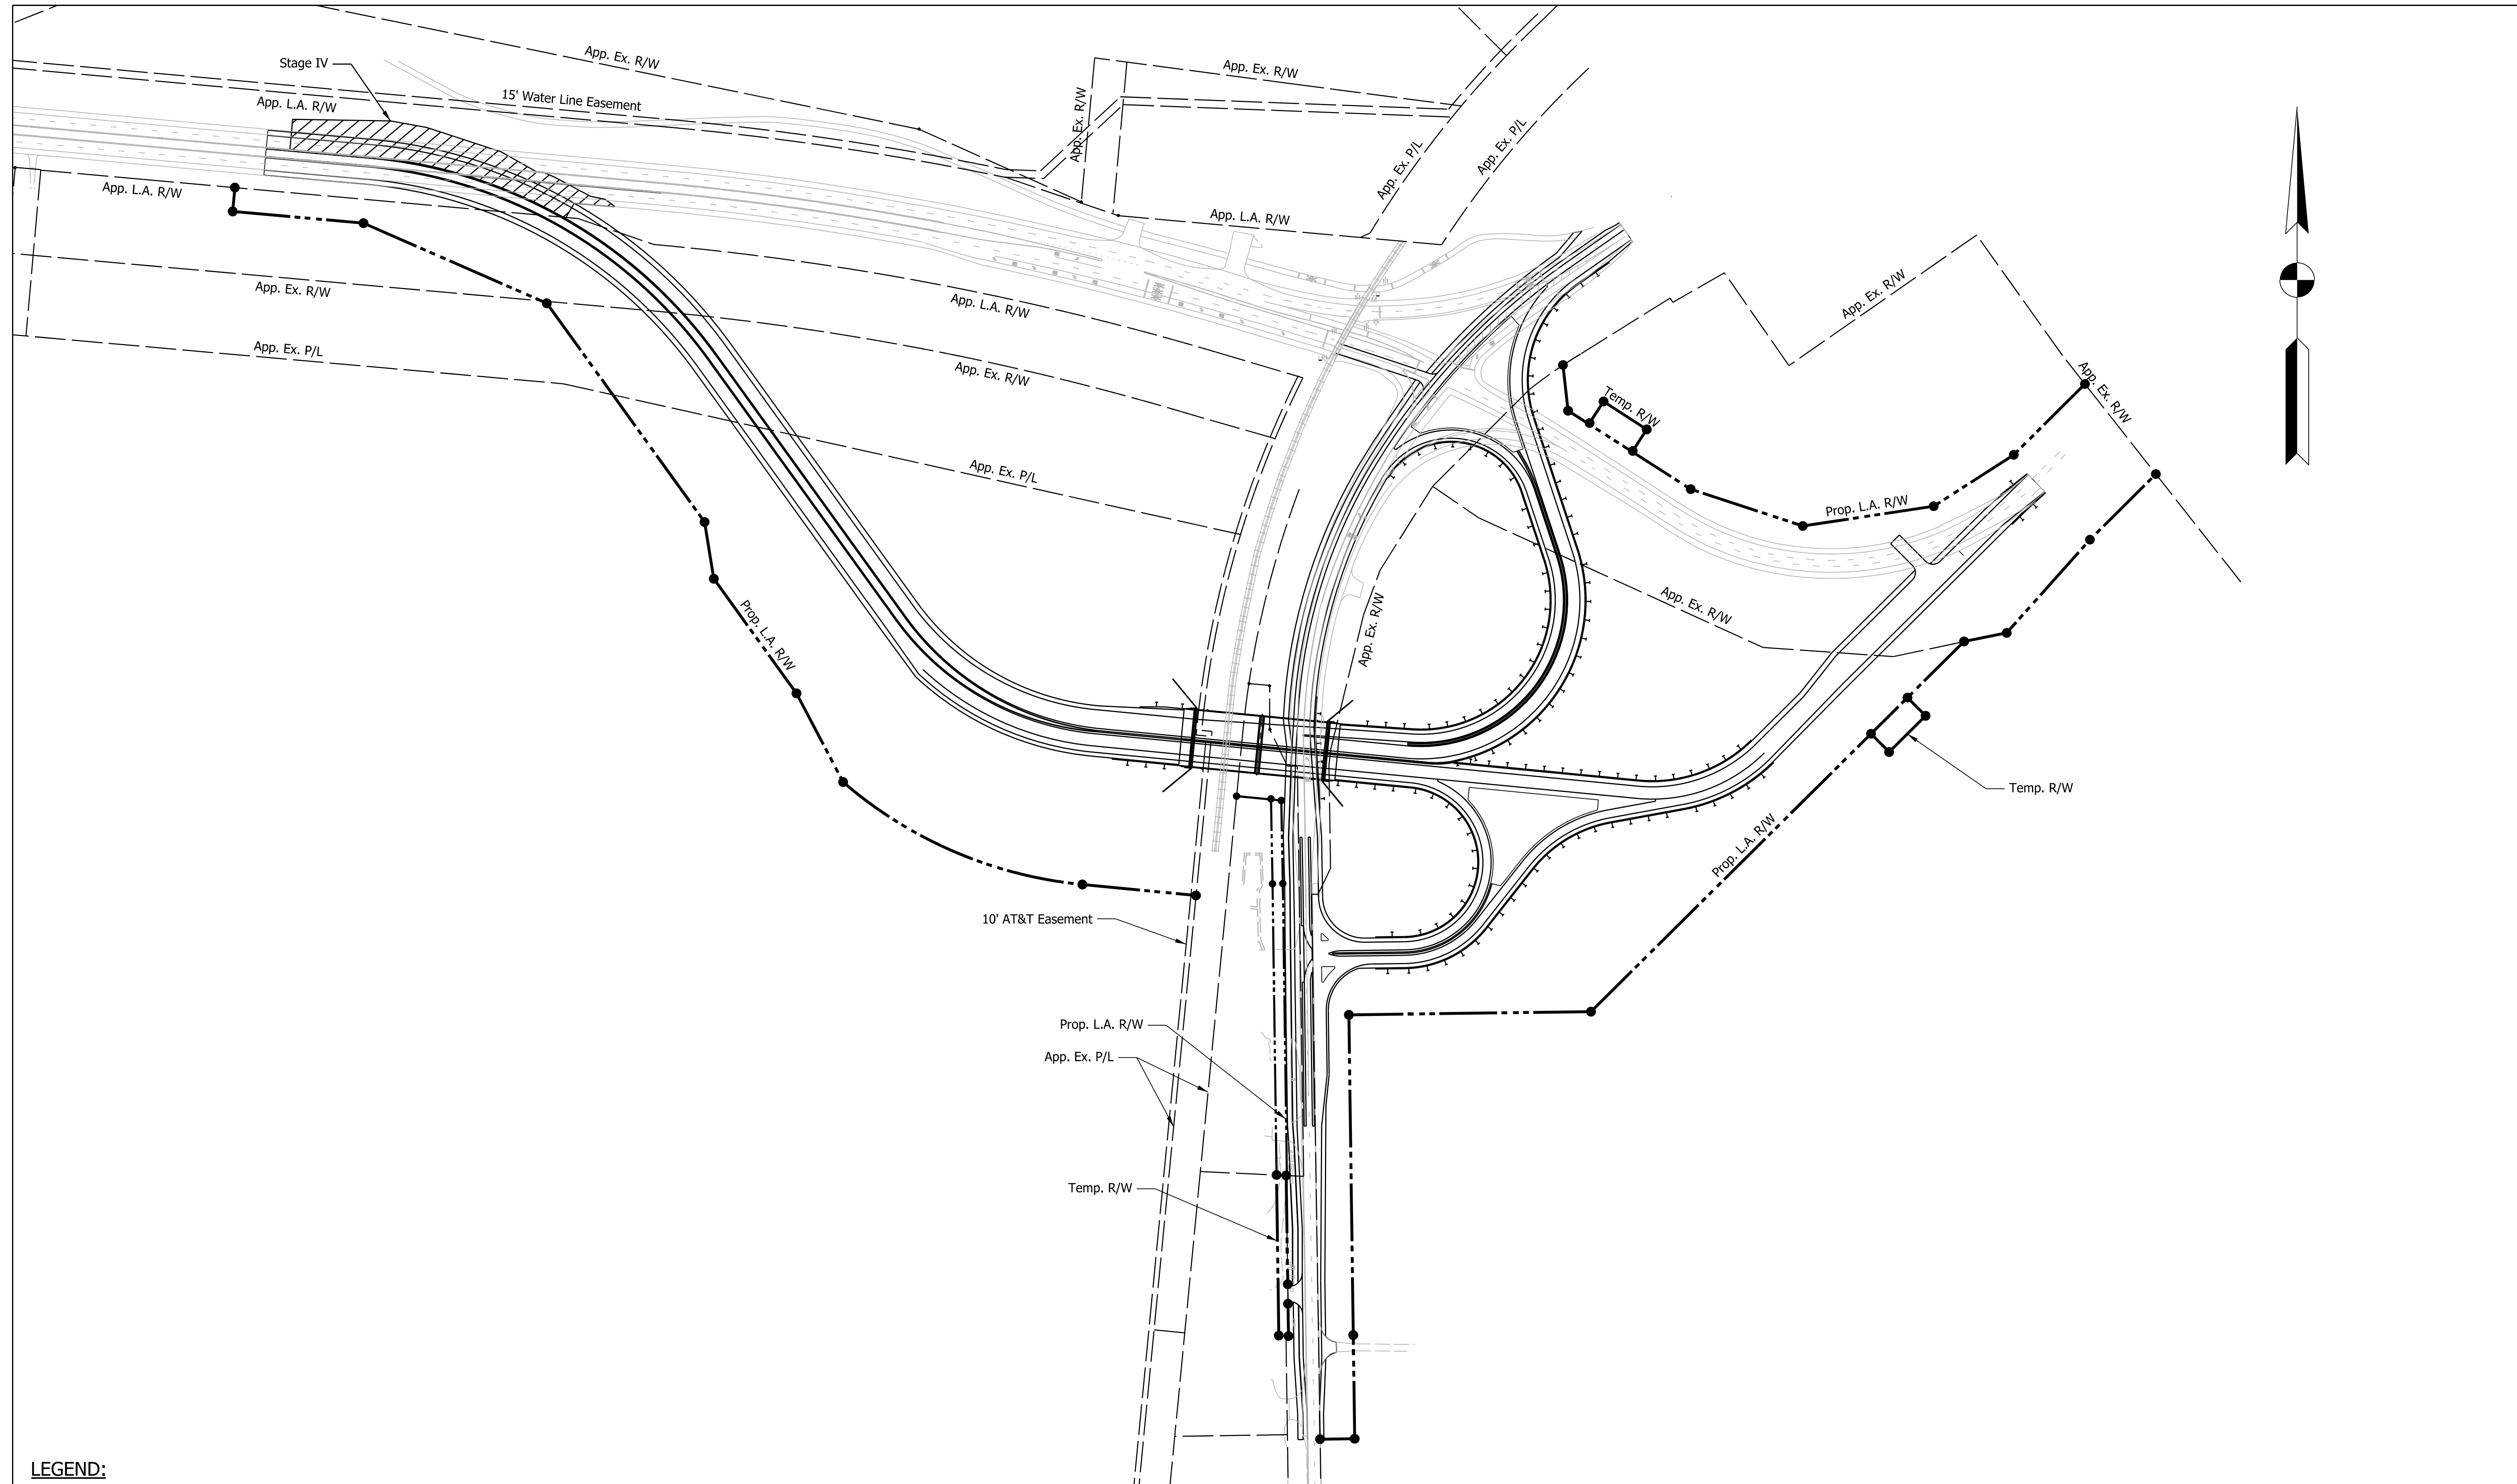 App. Ex. R/W
Stage IV
App. Ex. R/W
15' Water Line Easement
App. L.A. R/W
App. Ex. R/W
App. Ex. P/L
App. Ex. P/L
App. L.A. R/W
App. L.A. R/W
App. Ex. R/W
App. L.A. R/W
App. Ex. R/W
App. Ex. P/L
App. Ex. R/W
App. Ex. R/W
Temp. R/W
App. Ex. P/L
Prop. L.A. R/W
App. Ex. R/W
App. Ex. R/W
Prop. L.A. R/W
Temp. R/W
Prop. L.A. R/W
10' AT&T Easement
Prop. L.A. R/W
App. Ex. P/L
Temp. R/W
LEGEND: